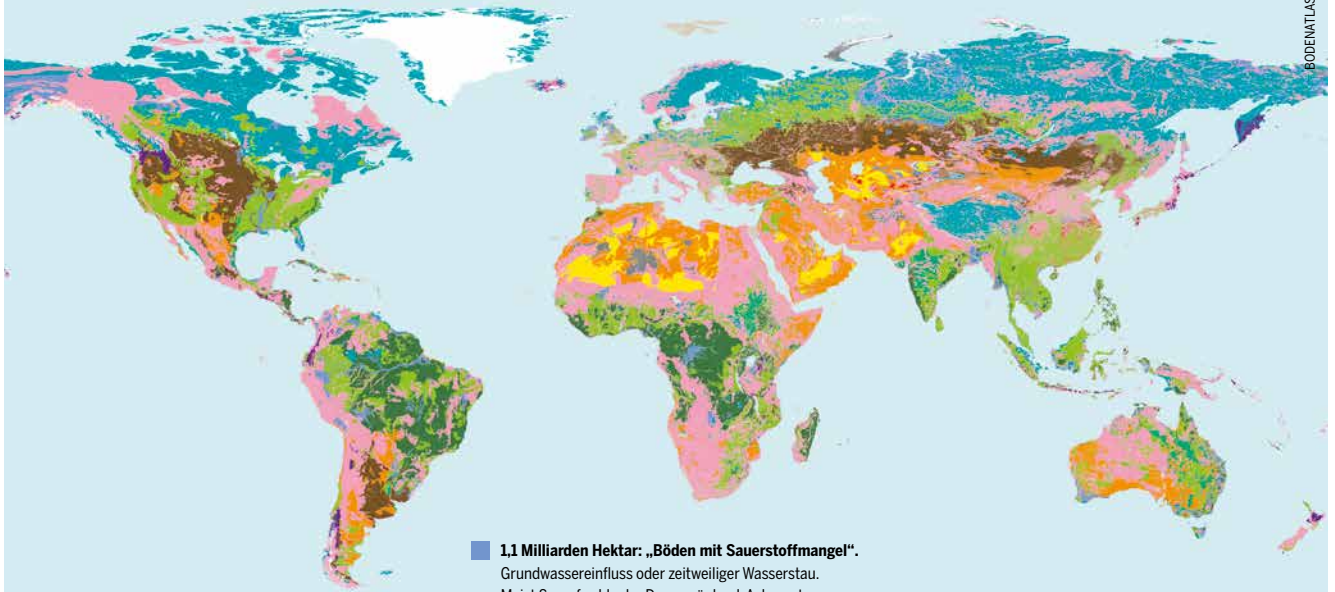 BODENATLAS
1,1 Milliarden Hektar: „Böden mit Sauerstoffmangel“.
Grundwassereinfluss oder zeitweiliger Wasserstau.